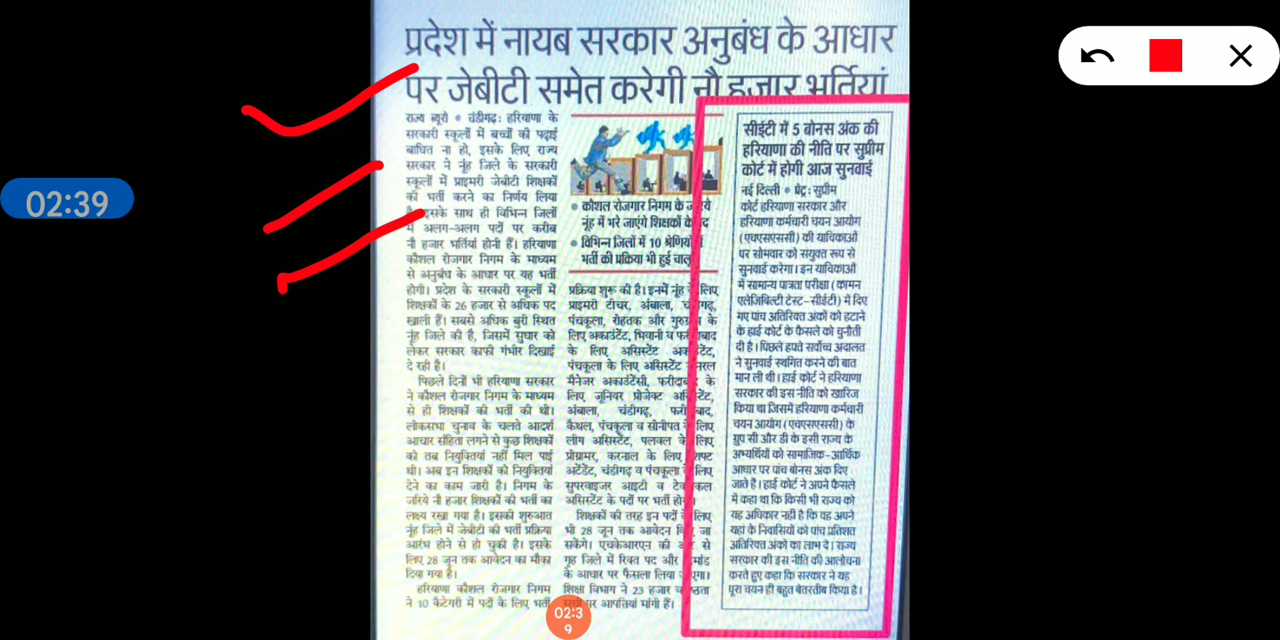 प्रदेश में नायब सरकार अनुबंध के आधार
पर जेबीटी समेत करेगी नौ हजार भर्तियां
02:39
राज्य ब्यूरो • चंडीगढ़: हरियाणा के
सरकारी स्कूलों में बच्चों की पढ़ाई
बाधित ना हो, इसके लिए राज्य
सरकार ने नूंह जिले के सरकारी
स्कूलों में प्राइमरी जेबीटी शिक्षकों
की भर्ती करने का निर्णय लिया
इसके साथ ही विभिन्न जिलों
में अलग-अलग पदों पर करीब
नौ हजार भर्तियां होनी हैं। हरियाणा
कौशल रोजगार निगम के माध्यम
से अनुबंध के आधार पर यह भर्ती
होगी। प्रदेश के सरकारी स्कूलों में
शिक्षकों के 26 हजार से अधिक पद
खाली हैं। सबसे अधिक बुरी स्थित
नूंह जिले की है, जिसमें सुधार को
लेकर सरकार काफी गंभीर दिखाई
दे रही है।
पिछले दिनों भी हरियाणा सरकार
ने कौशल रोजगार निगम के माध्यम
से ही शिक्षकों की भर्ती की थी।
लोकसभा चुनाव के चलते आदर्श
आचार संहिता लगने से कुछ शिक्षकों
को तब नियुक्तियां नहीं मिल पाई
थी। अब इन शिक्षकों को नियुक्तियां
देने का काम जारी है। निगम के
जरिये नौ हजार शिक्षकों की भर्ती का
लक्ष्य रखा गया है। इसकी शुरुआत
नूंह जिले में जेबीटी की भर्ती प्रक्रिया
आरंभ होने से हो चुकी है। इसके
लिए 28 जून तक आवेदन का मौका
दिया गया है।
हरियाणा कौशल रोजगार निगम
ने 10 कैटेगरी में पदों के लिए भर्ती
• कौशल रोजगार निगम के
नूंह में भरे जाएंगे शिक्षकों के
• विभिन्न जिलों में 10 श्रेणियों
भर्ती की प्रक्रिया भी हुई चालू
प्रक्रिया शुरू की है। इनमें नूंह के लिए
प्राइमरी टीचर, अंबाला, चंडीगढ़,
पंचकूला, रोहतक और गुरुग्राम के
लिए अकाउंटेंट, भिवानी व फरीदाबाद
के लिए असिस्टेंट अकाउंटेंट,
पंचकूला के लिए असिस्टेंट जनरल
मैनेजर अकाउंटेंसी, फरीदाबाद के
लिए जूनियर प्रोजेक्ट असिस्टेंट,
अंबाला, चंडीगढ़, फरीदाबाद,
कैथल, पंचकूला व सोनीपत के लिए
लीग असिस्टेंट, पलवल के लिए
प्रोग्रामर, करनाल के लिए
अटेंडेंट, चंडीगढ़ व पंचकूला लिए
सुपरवाइजर आइटी व
असिस्टेंट के पदों पर भर्ती
शिक्षकों की तरह इन पदों के लिए
भी 28 जून तक आवेदन जा
सकेंगे। एचकेआरएन की से
गृह जिले में रिक्त पद और
के आधार पर फैसला लिया
शिक्षा विभाग ने 23 हजार
पर आपत्तियां मांगी हैं।
सीईटी में 5 बोनस अंक की
हरियाणा की नीति पर सुप्रीम
कोर्ट में होगी आज सुनवाई
नई दिल्ली • प्रेट्र: सुप्रीम
कोर्ट हरियाणा सरकार और
हरियाणा कर्मचारी चयन आयोग
(एचएसएससी) की याचिकाओं
पर सोमवार को संयुक्त रूप से
सुनवाई करेगा। इन याचिकाओं
में सामान्य पात्रता परीक्षा (कामन
एलेजिबिल्टी टेस्ट-सीईटी) में दिए
गए पांच अतिरिक्त अंकों को हटाने
के हाई कोर्ट के फैसले को चुनौती
दी है। पिछले हफ्ते सर्वोच्च अदालत
ने सुनवाई स्थगित करने की बात
मान ली थी। हाई कोर्ट ने हरियाणा
सरकार की इस नीति को खारिज
किया था जिसमें हरियाणा कर्मचारी
चयन आयोग (एचएसएससी) के
ग्रुप सी और डी के इसी राज्य के
अभ्यर्थियों को सामाजिक-आर्थिक
आधार पर पांच बोनस अंक दिए
जाते हैं। हाई कोर्ट ने अपने फैसले
में कहा था कि किसी भी राज्य को
यह अधिकार नही है कि वह अपने
यहां के निवासियों को पांच प्रतिशत
अतिरिक्त अंको का लाभ दे। राज्य
सरकार की इस नीति की आलोचना
करते हुए कहा कि सरकार ने यह
पूरा चयन ही बहुत बेतरतीब किया है।
02:3
9